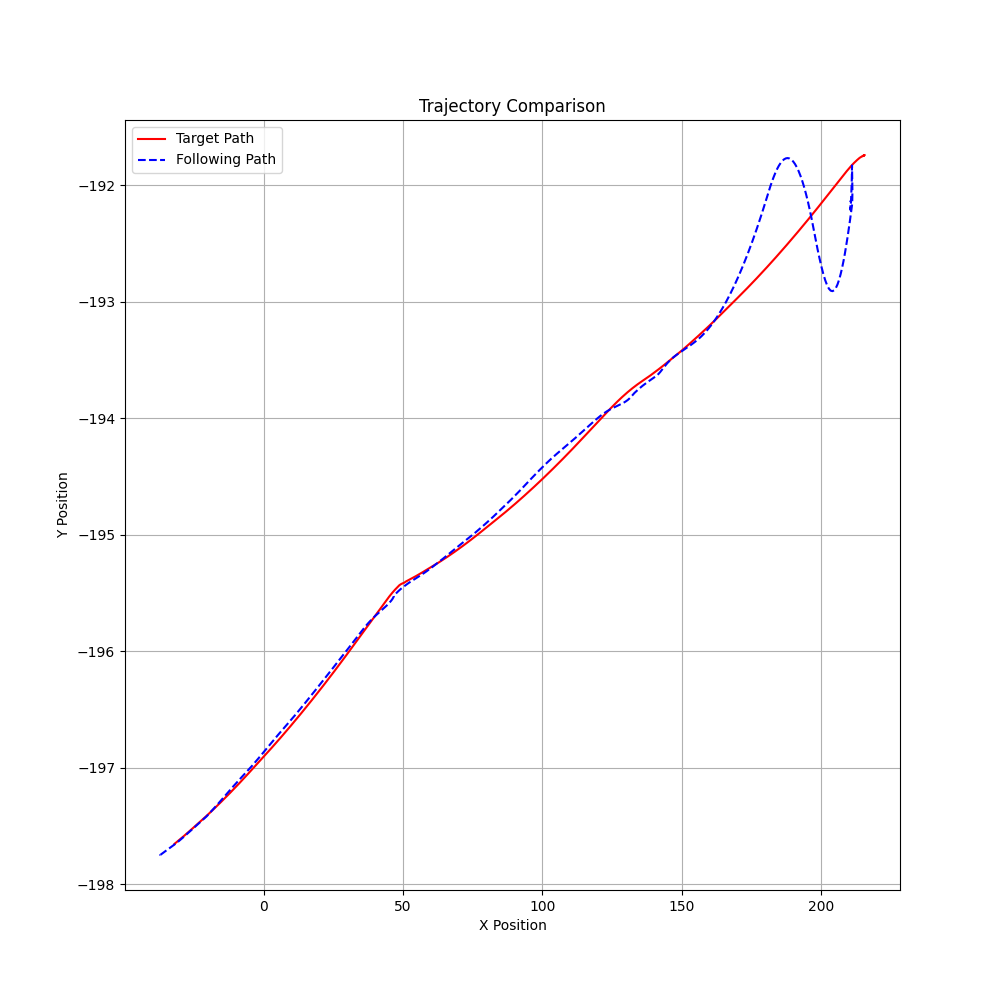 Trajectory Comparison
Target Path
Following Path
−192
−193
−194
−195
−196
−197
−198
Y Position
0
50
100
150
200
X Position